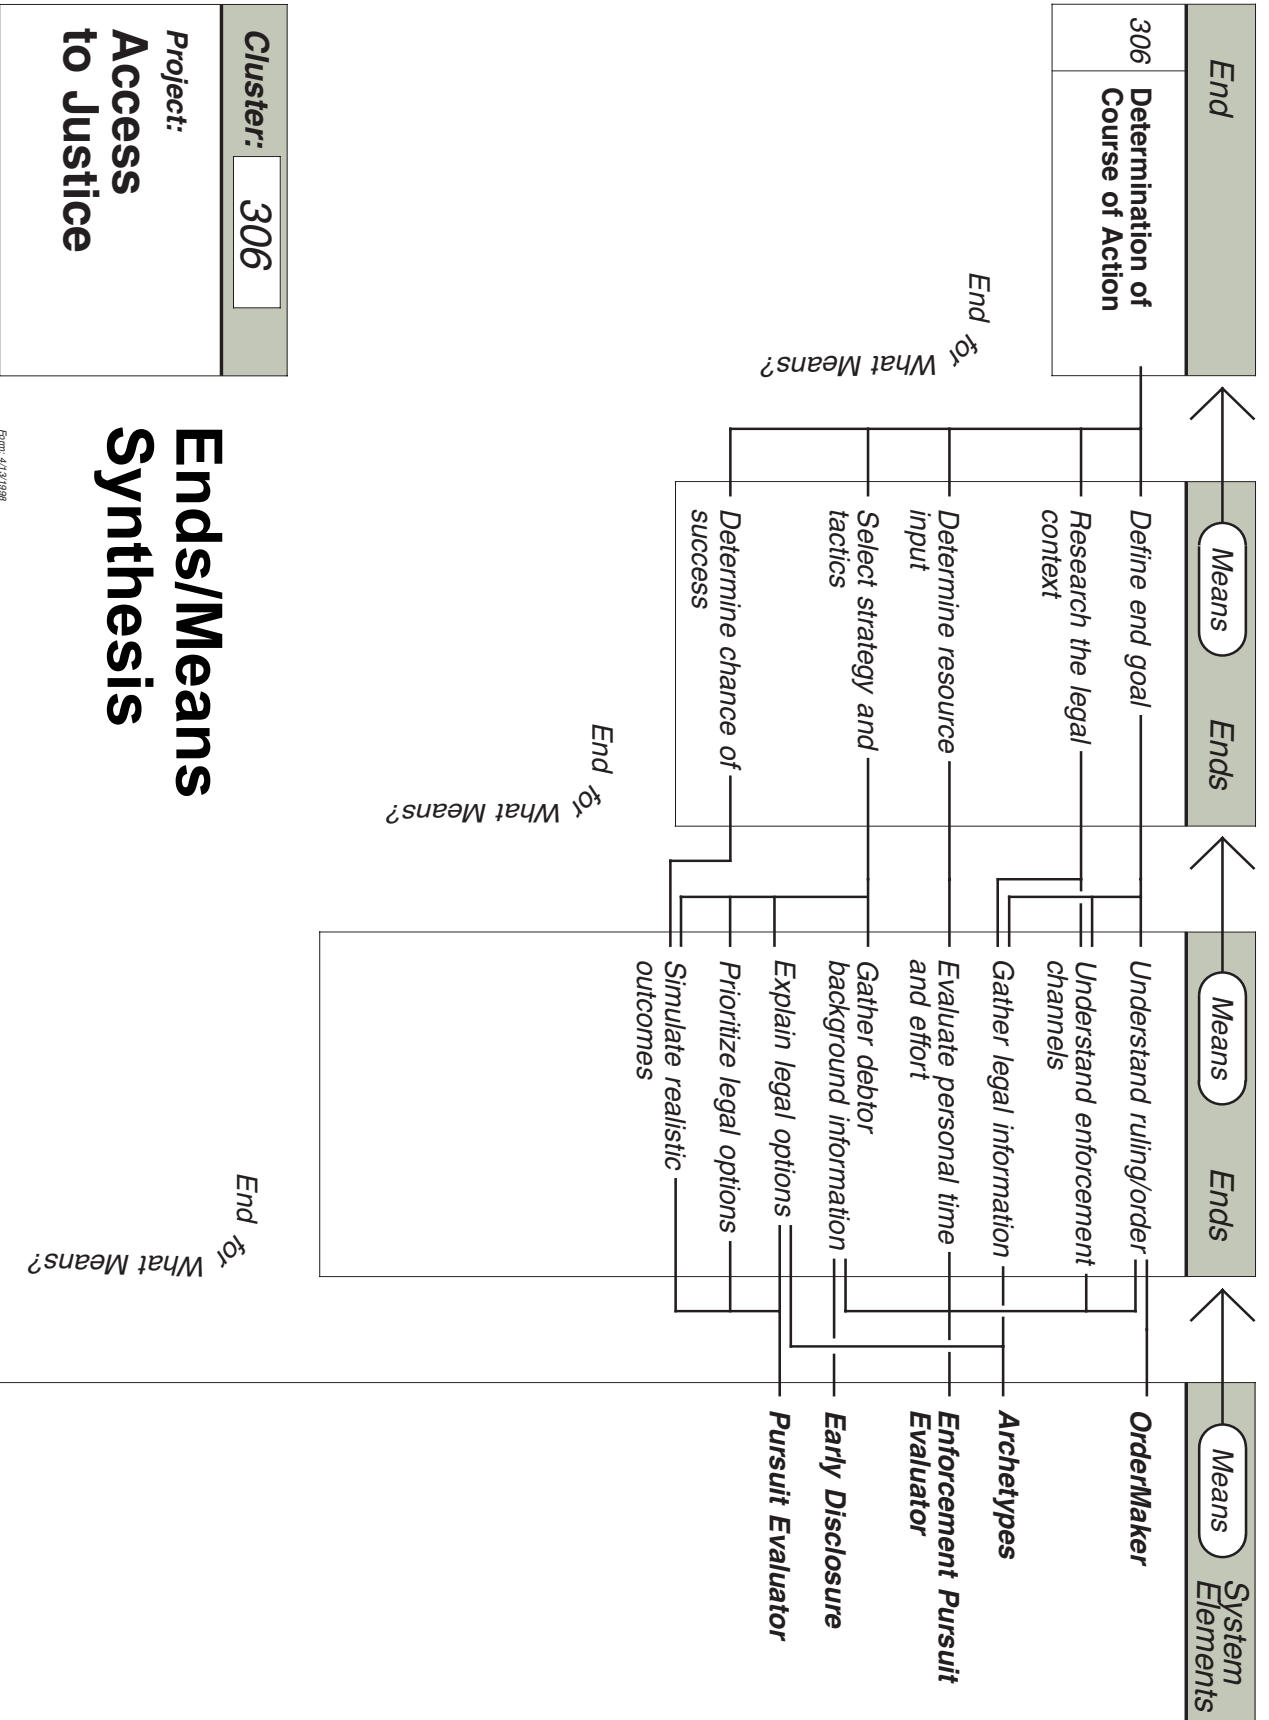 End
306
Determination of
Course of Action
End
for
What Means?
Means
Ends
Define end goal
Research the legal
context
Determine resource
input
Select strategy and
tactics
Determine chance of
success
End
for
What Means?
Means
Ends
Understand ruling/order
Understand enforcement
channels
Gather legal information
Evaluate personal time
and effort
Gather debtor
background information
Explain legal options
Prioritize legal options
Simulate realistic
outcomes
End
for
What Means?
Means
System
Elements
OrderMaker
Archetypes
Enforcement Pursuit
Evaluator
Early Disclosure
Pursuit Evaluator
Cluster: 306
Project:
Access
to Justice
Ends/Means
Synthesis
Form: 4/13/1998